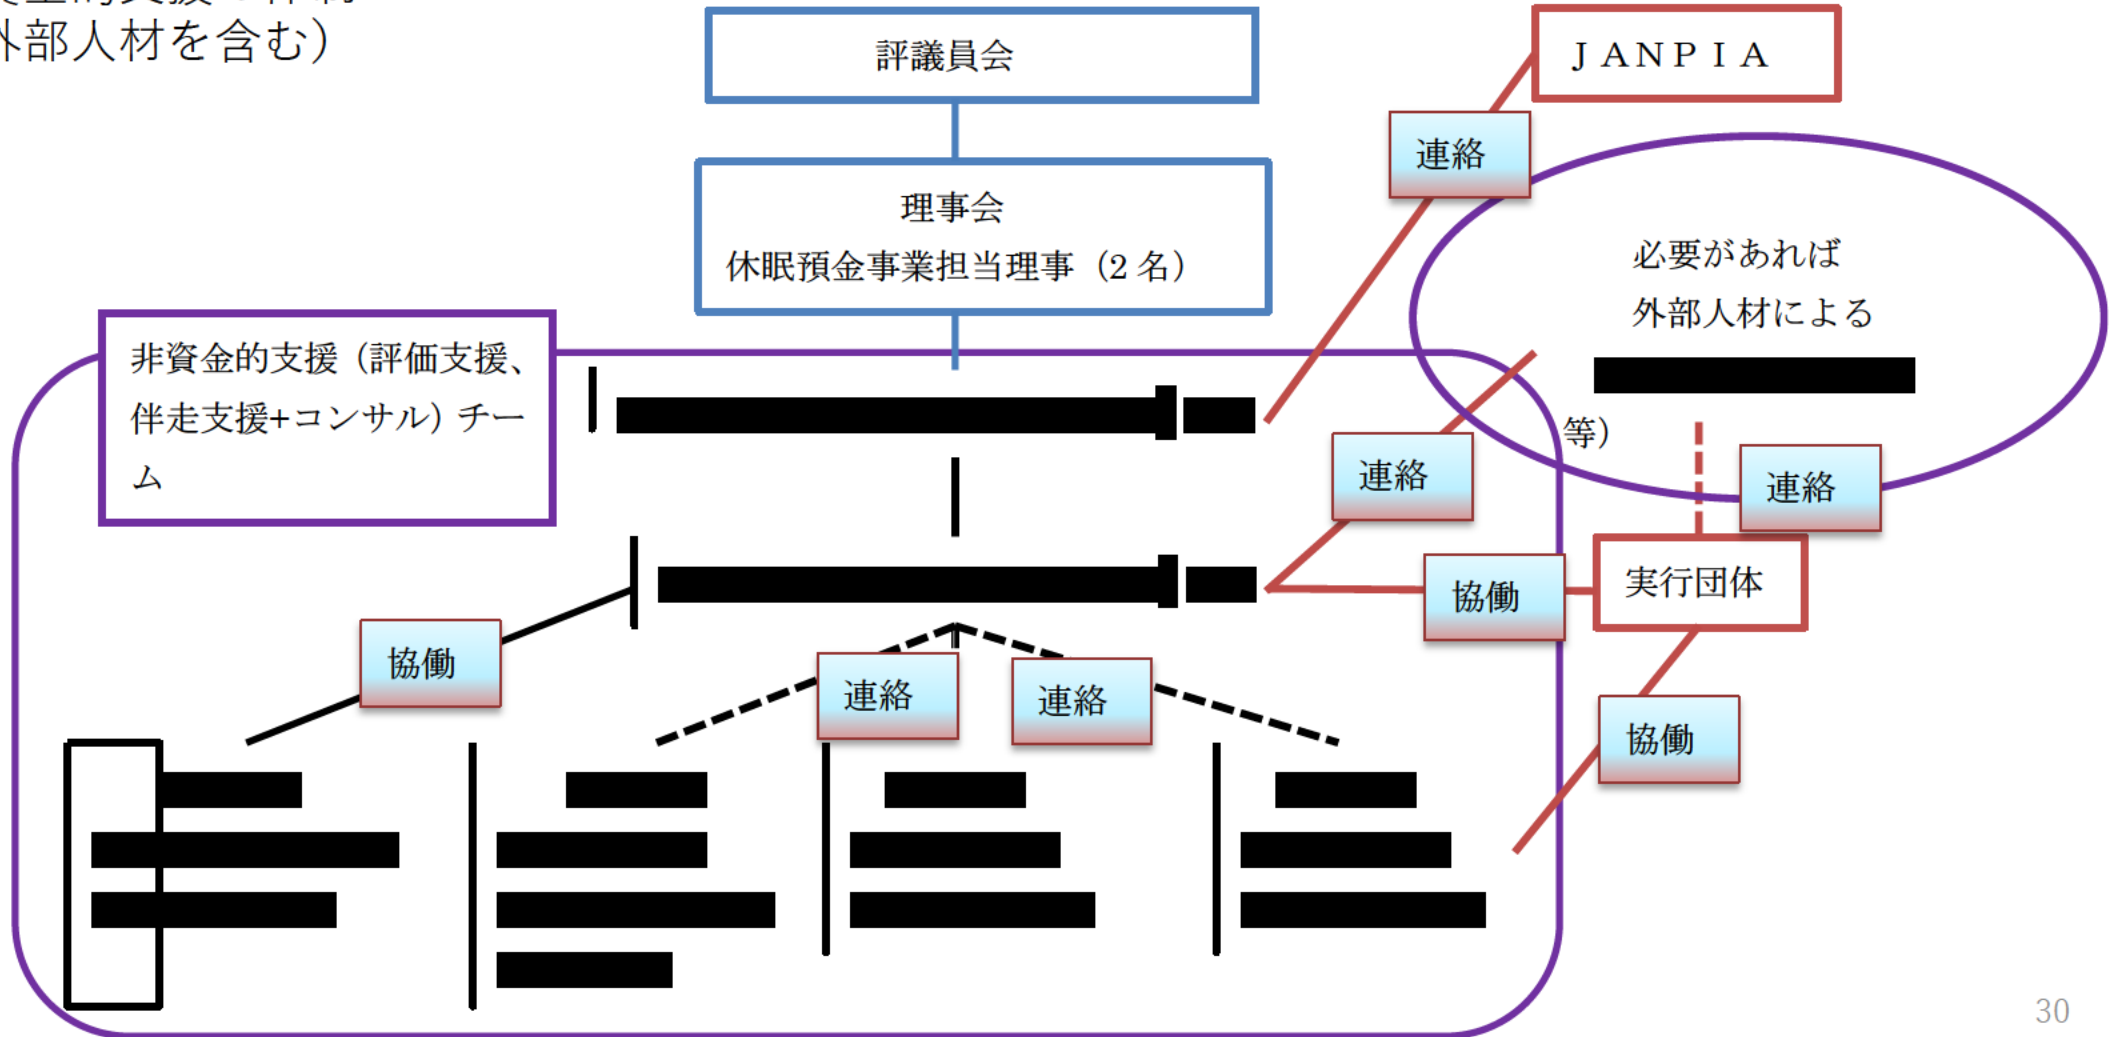 外部人材を含む）
評議員会
ＪＡＮＰＩＡ
連絡
理事会
休眠預金事業担当理事（2 名）
必要があれば
外部人材による
等）
非資金的支援（評価支援、
伴走支援+コンサル）チー
ム
連絡
連絡
協働
実行団体
協働
連絡
連絡
協働
30